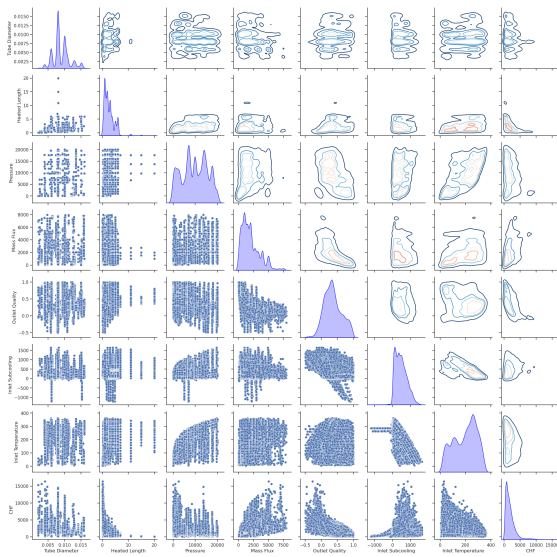 Tube Diameter
0.0150
0.0125
0.0100
0.0075
0.0050
0.0025
Heated Length
20
15
10
5
0
Pressure
20000
15000
10000
5000
0
Mass Flux
8000
6000
4000
2000
0
Outlet Quality
1.0
0.5
0.0
-0.5
Inlet Subcooling
1500
1000
500
0
-500
-1000
Inlet Temperature
400
300
200
100
0
CHF
15000
10000
5000
0
0.005 0.010 0.015
0 10 20
0 10000 20000
2500 5000 7500
-0.5 0.0 0.5 1.0
-1000 0 1000
0 200 400
0 5000 10000 15000
Tube Diameter Heated Length Pressure Mass Flux Outlet Quality Inlet Subcooling Inlet Temperature CHF